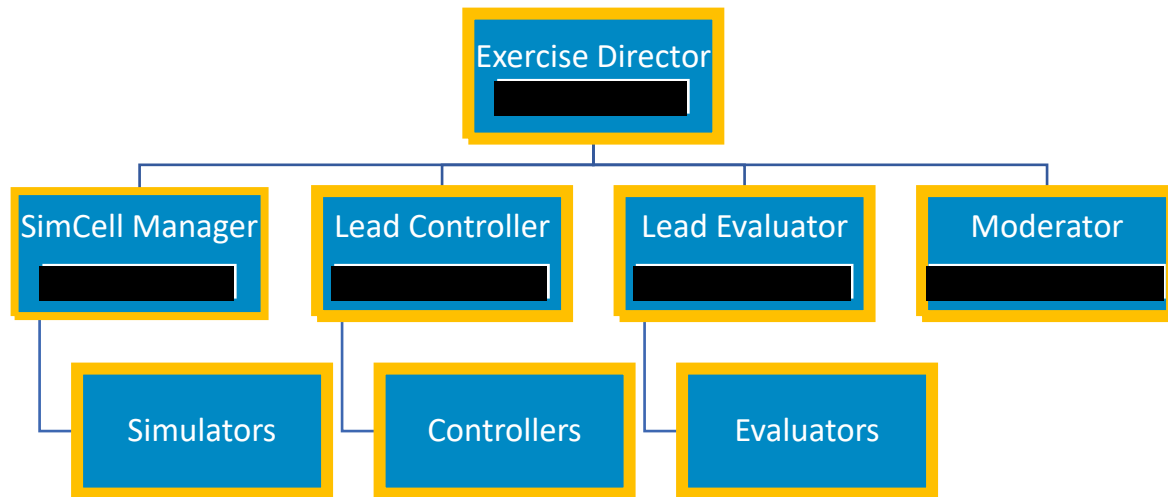 Exercise Director
SimCell Manager
Lead Controller
Lead Evaluator
Moderator
Simulators
Controllers
Evaluators